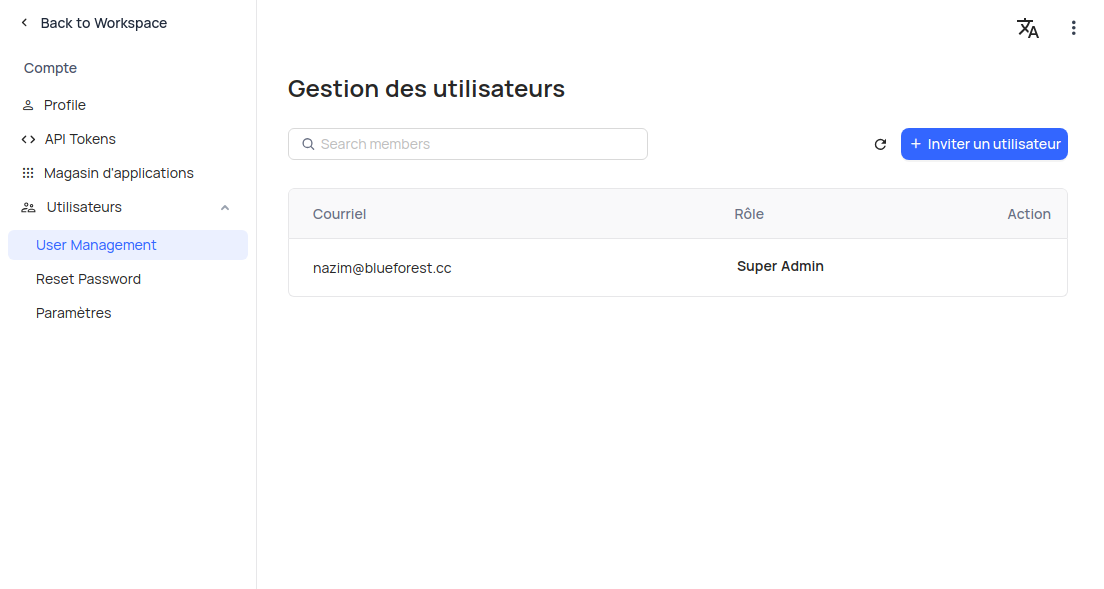 Back to Workspace
Compte
Profile
API Tokens
Magasin d'applications
Utilisateurs
User Management
Reset Password
Paramètres
Gestion des utilisateurs
Search members
+ Inviter un utilisateur
Courriel Rôle Action
nazim@blueforest.cc Super Admin